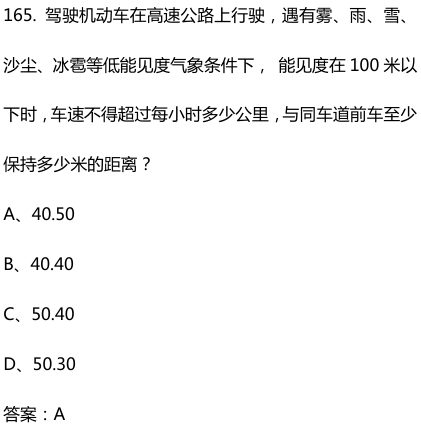 165. 驾驶机动车在高速公路上行驶，遇有雾、雨、雪、
沙尘、冰雹等低能见度气象条件下， 能见度在 100 米以
下时，车速不得超过每小时多少公里，与同车道前车至少
保持多少米的距离？
A、40.50
B、40.40
C、50.40
D、50.30
答案：A